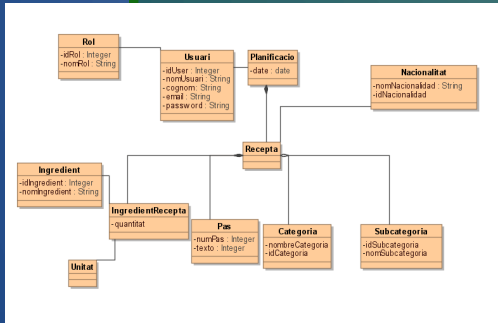 Rol
-idRol : Integer
-nomRol : String
Usuari
-idUser : Integer
-nomUsuari : String
-cognom : String
-email : String
-password : String
Planificacio
-date : date
Nacionalitat
-nomNacionalidad : String
-idNacionalidad
Recepta
Ingredient
-idIngredient : Integer
-nomIngredient : String
IngredientRecepta
-quantitat
Pas
-numPas : Integer
-texto : Integer
Categoria
-nombreCategoria
-idCategoria
Subcategoria
-idSubcategoria
-nomSubcategoria
Unitat